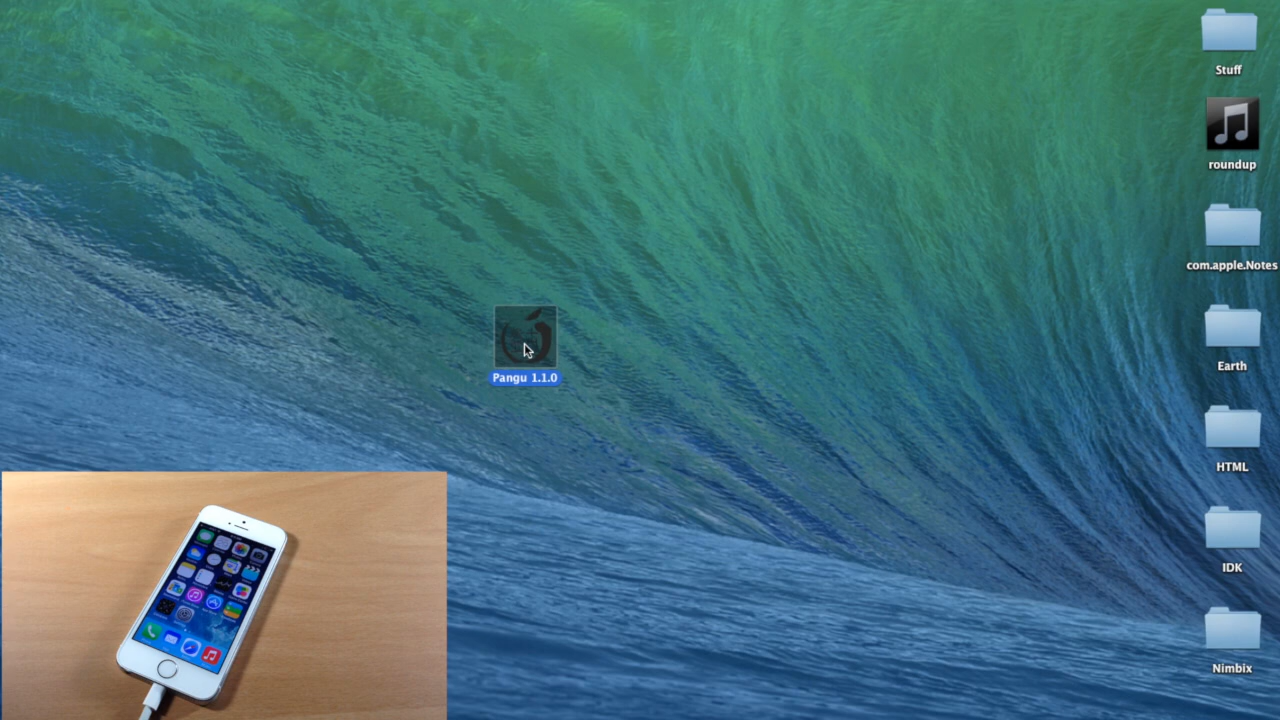 Stuff
roundup
com.apple.Notes
Earth
Pangu 1.1.0
HTML
IDK
Nimbix